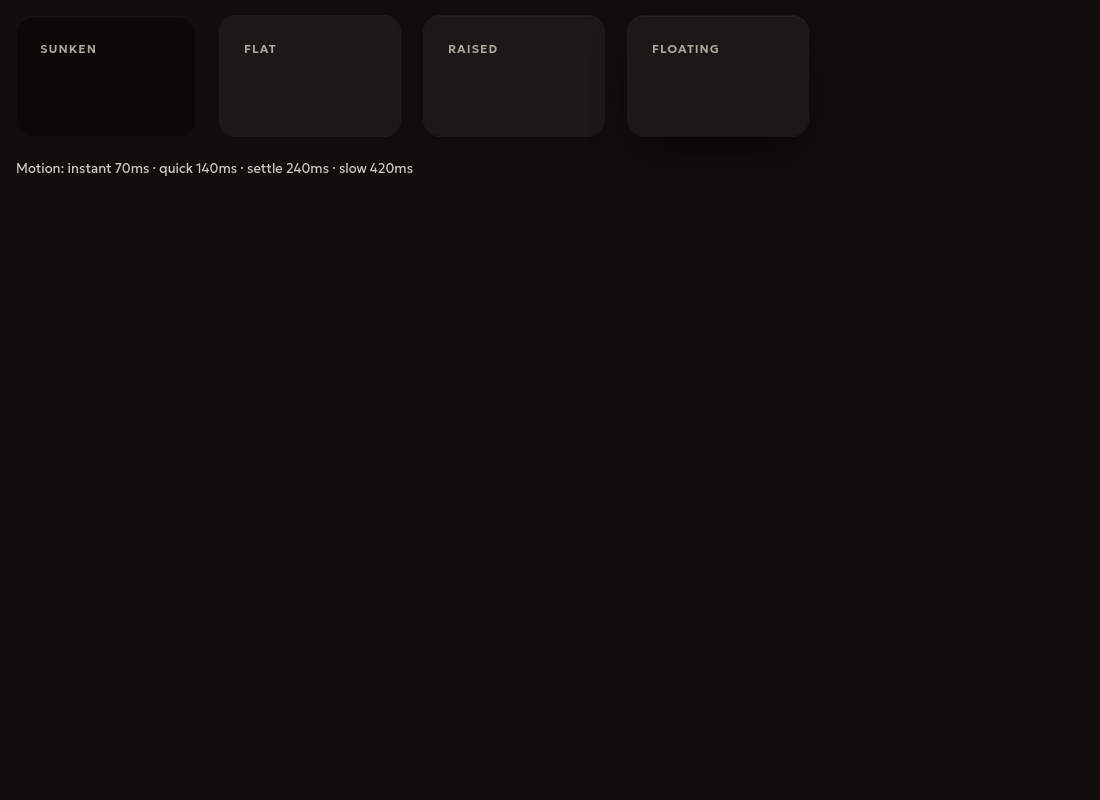 SUNKEN
FLAT
RAISED
FLOATING
Motion: instant 70ms · quick 140ms · settle 240ms · slow 420ms